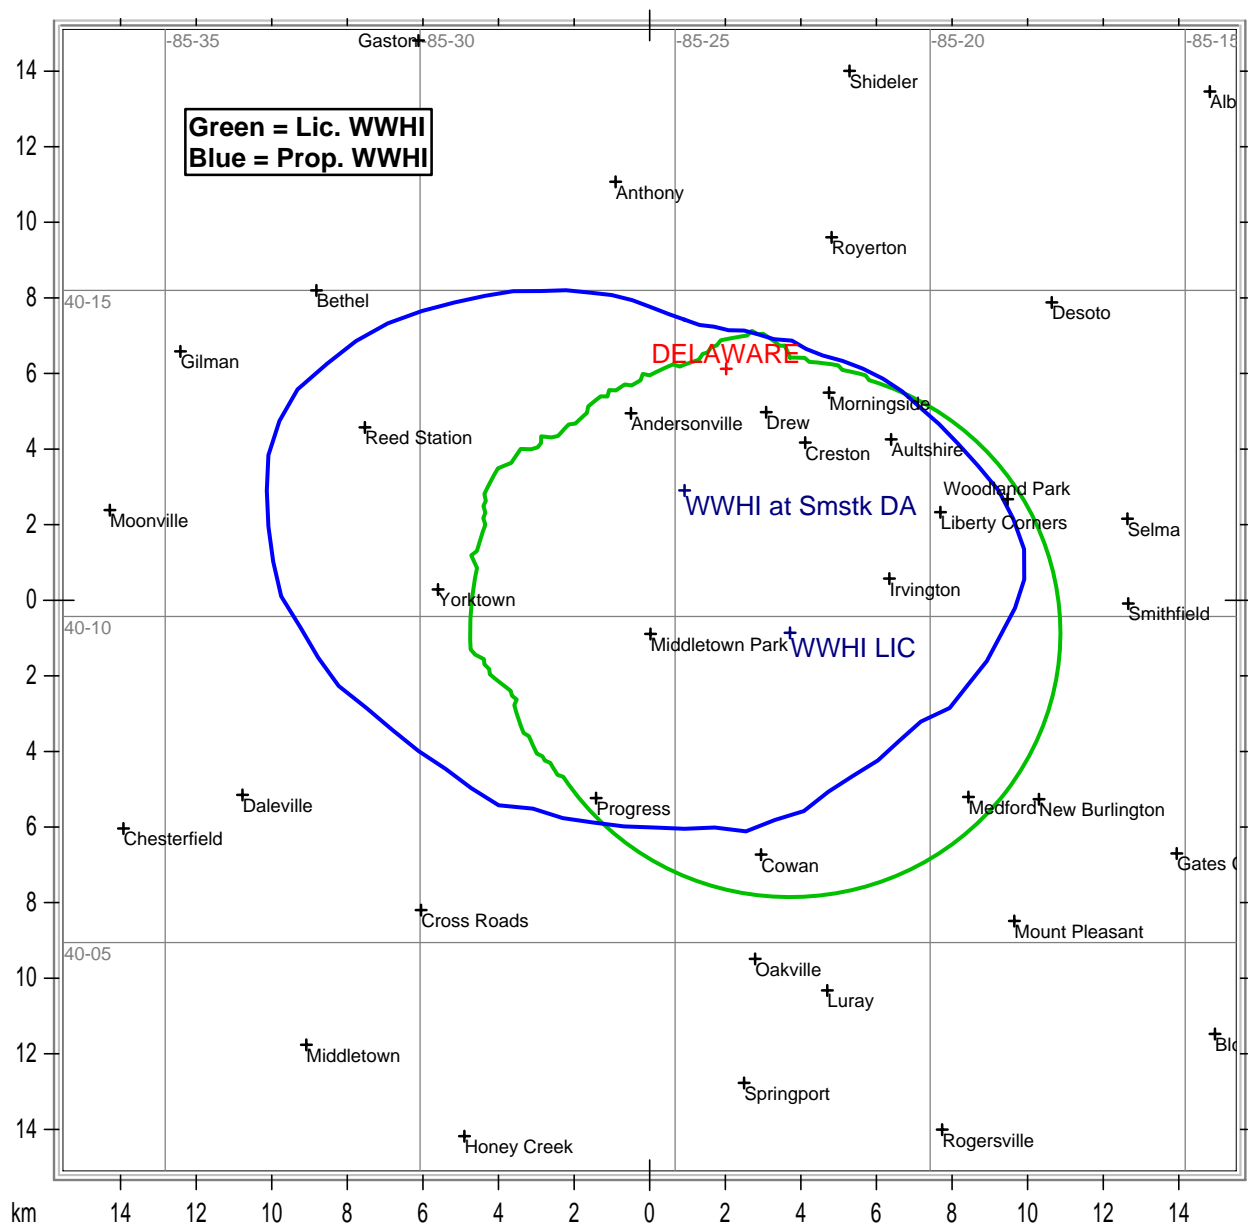 Gaston
-85-35
-85-30
-85-25
-85-20
-85-15
14
Shideler
Alb
Green = Lic. WWHI
Blue = Prop. WWHI
12
Anthony
10
Royerton
8
40-15
Bethel
Desoto
Gilman
6
DELAWARE
Morningside
Andersonville
Drew
4
Reed Station
Creston
Aultshire
Woodland Park
WWHI at Smstk DA
Liberty Corners
2
Moonville
Selma
0
Yorktown
Irvington
Smithfield
40-10
Middletown Park
WWHI LIC
2
4
Daleville
Progress
Medford
New Burlington
6
Chesterfield
Cowan
Gates
8
Cross Roads
Mount Pleasant
40-05
Oakville
10
Luray
12
Middletown
Blo
Springport
14
Honey Creek
Rogersville
km
14 12 10 8 6 4 2 0 2 4 6 8 10 12 14